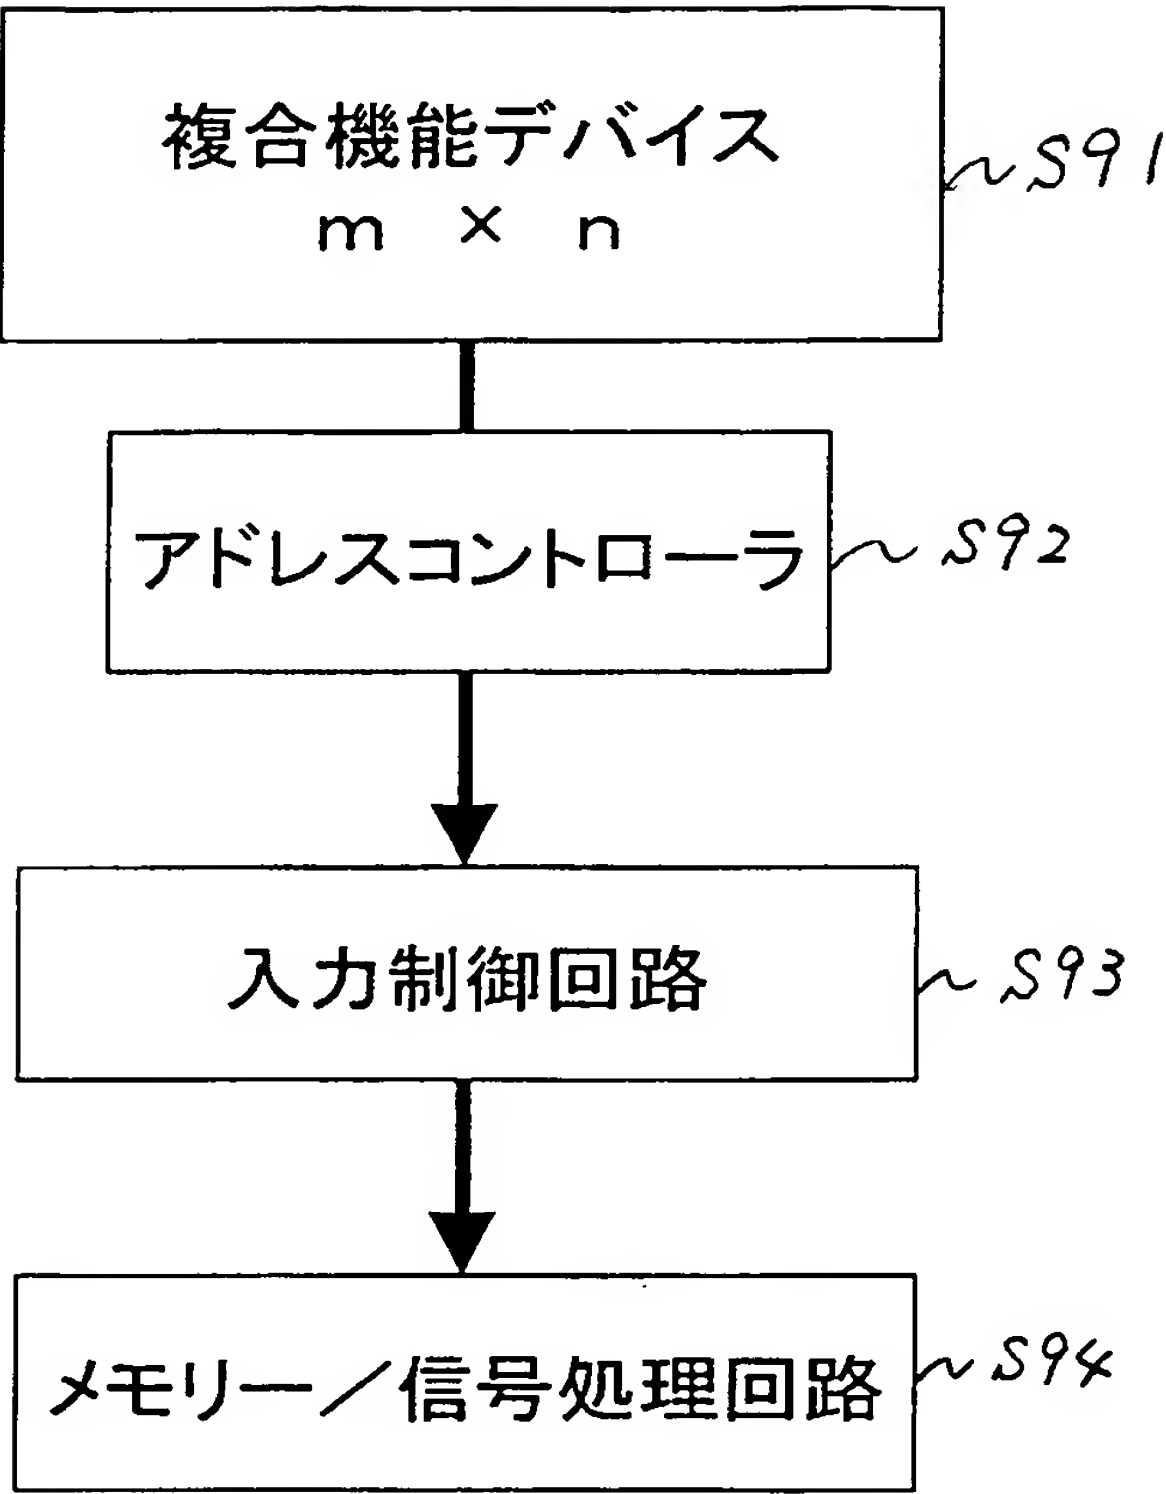 複合機能デバイス
m × n
S91
アドレスコントローラ
S92
入力制御回路
S93
メモリー／信号処理回路
S94